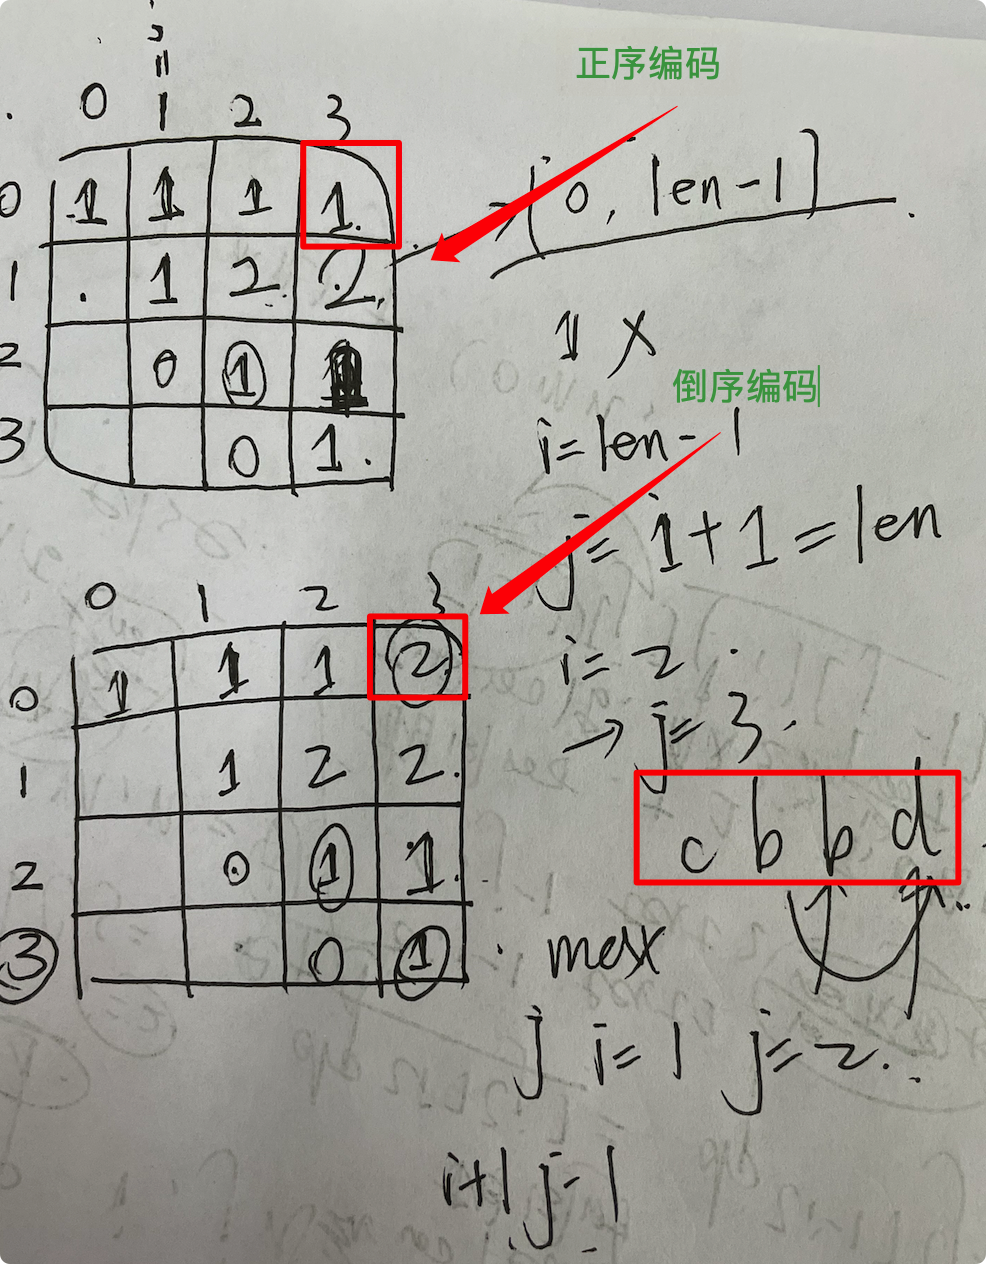 j
॥
0 1 2 3
正序编码
0 1 1 1 1.
→[0, len-1]
1 . 1 2. 2.
1 X
2 0 1
倒序编码
3 0 1.
i=len-1
j=i+1=len
0 1 2 3
0 1 1 1 2
i=2.
→ j=3.
1 1 2 2.
c b b d
2 0 1 1.
3 0 1
max
j i=1 j=2.
i+1 j-1